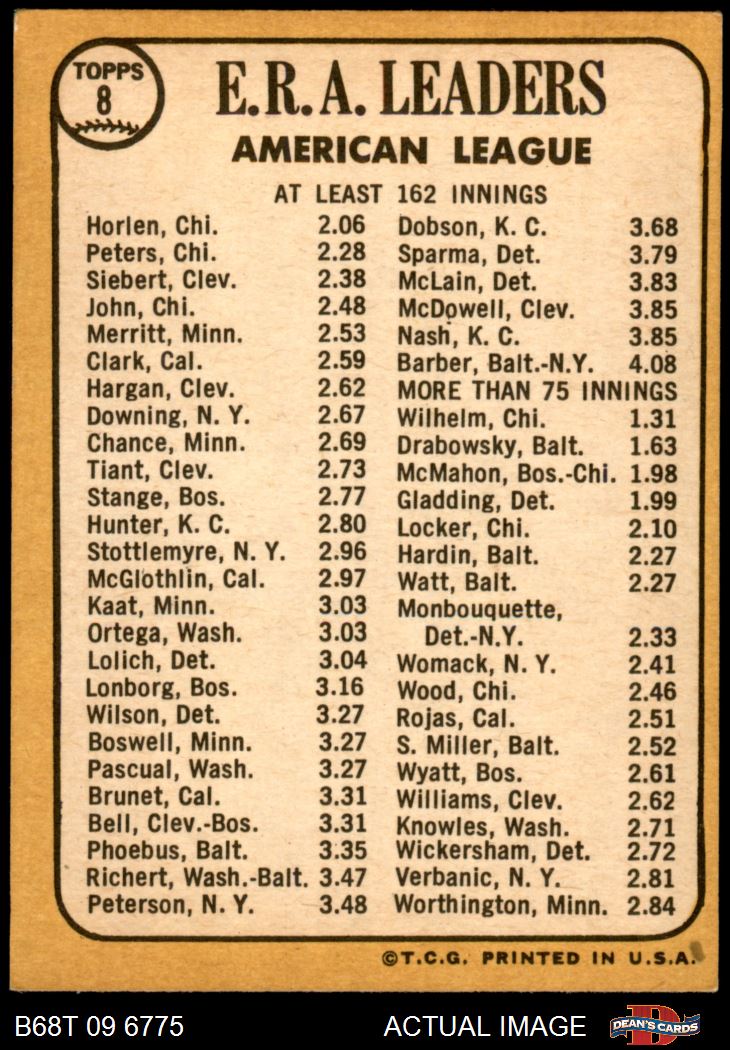 TOPPS
8
E.R.A. LEADERS
AMERICAN LEAGUE
AT LEAST 162 INNINGS
Horlen, Chi. 2.06
Peters, Chi. 2.28
Siebert, Clev. 2.38
John, Chi. 2.48
Merritt, Minn. 2.53
Clark, Cal. 2.59
Hargan, Clev. 2.62
Downing, N. Y. 2.67
Chance, Minn. 2.69
Tiant, Clev. 2.73
Stange, Bos. 2.77
Hunter, K. C. 2.80
Stottlemyre, N. Y. 2.96
McGlothlin, Cal. 2.97
Kaat, Minn. 3.03
Ortega, Wash. 3.03
Lolich, Det. 3.04
Lonborg, Bos. 3.16
Wilson, Det. 3.27
Boswell, Minn. 3.27
Pascual, Wash. 3.27
Brunet, Cal. 3.31
Bell, Clev.-Bos. 3.31
Phoebus, Balt. 3.35
Richert, Wash.-Balt. 3.47
Peterson, N. Y. 3.48
Dobson, K. C. 3.68
Sparma, Det. 3.79
McLain, Det. 3.83
McDowell, Clev. 3.85
Nash, K. C. 3.85
Barber, Balt.-N.Y. 4.08
MORE THAN 75 INNINGS
Wilhelm, Chi. 1.31
Drabowsky, Balt. 1.63
McMahon, Bos.-Chi. 1.98
Gladding, Det. 1.99
Locker, Chi. 2.10
Hardin, Balt. 2.27
Watt, Balt. 2.27
Monbouquette,
Det.-N.Y. 2.33
Womack, N. Y. 2.41
Wood, Chi. 2.46
Rojas, Cal. 2.51
S. Miller, Balt. 2.52
Wyatt, Bos. 2.61
Williams, Clev. 2.62
Knowles, Wash. 2.71
Wickersham, Det. 2.72
Verbanic, N. Y. 2.81
Worthington, Minn. 2.84
©T.C.G. PRINTED IN U.S.A.
B68T 09 6775
ACTUAL IMAGE
DEAN'S CARDS